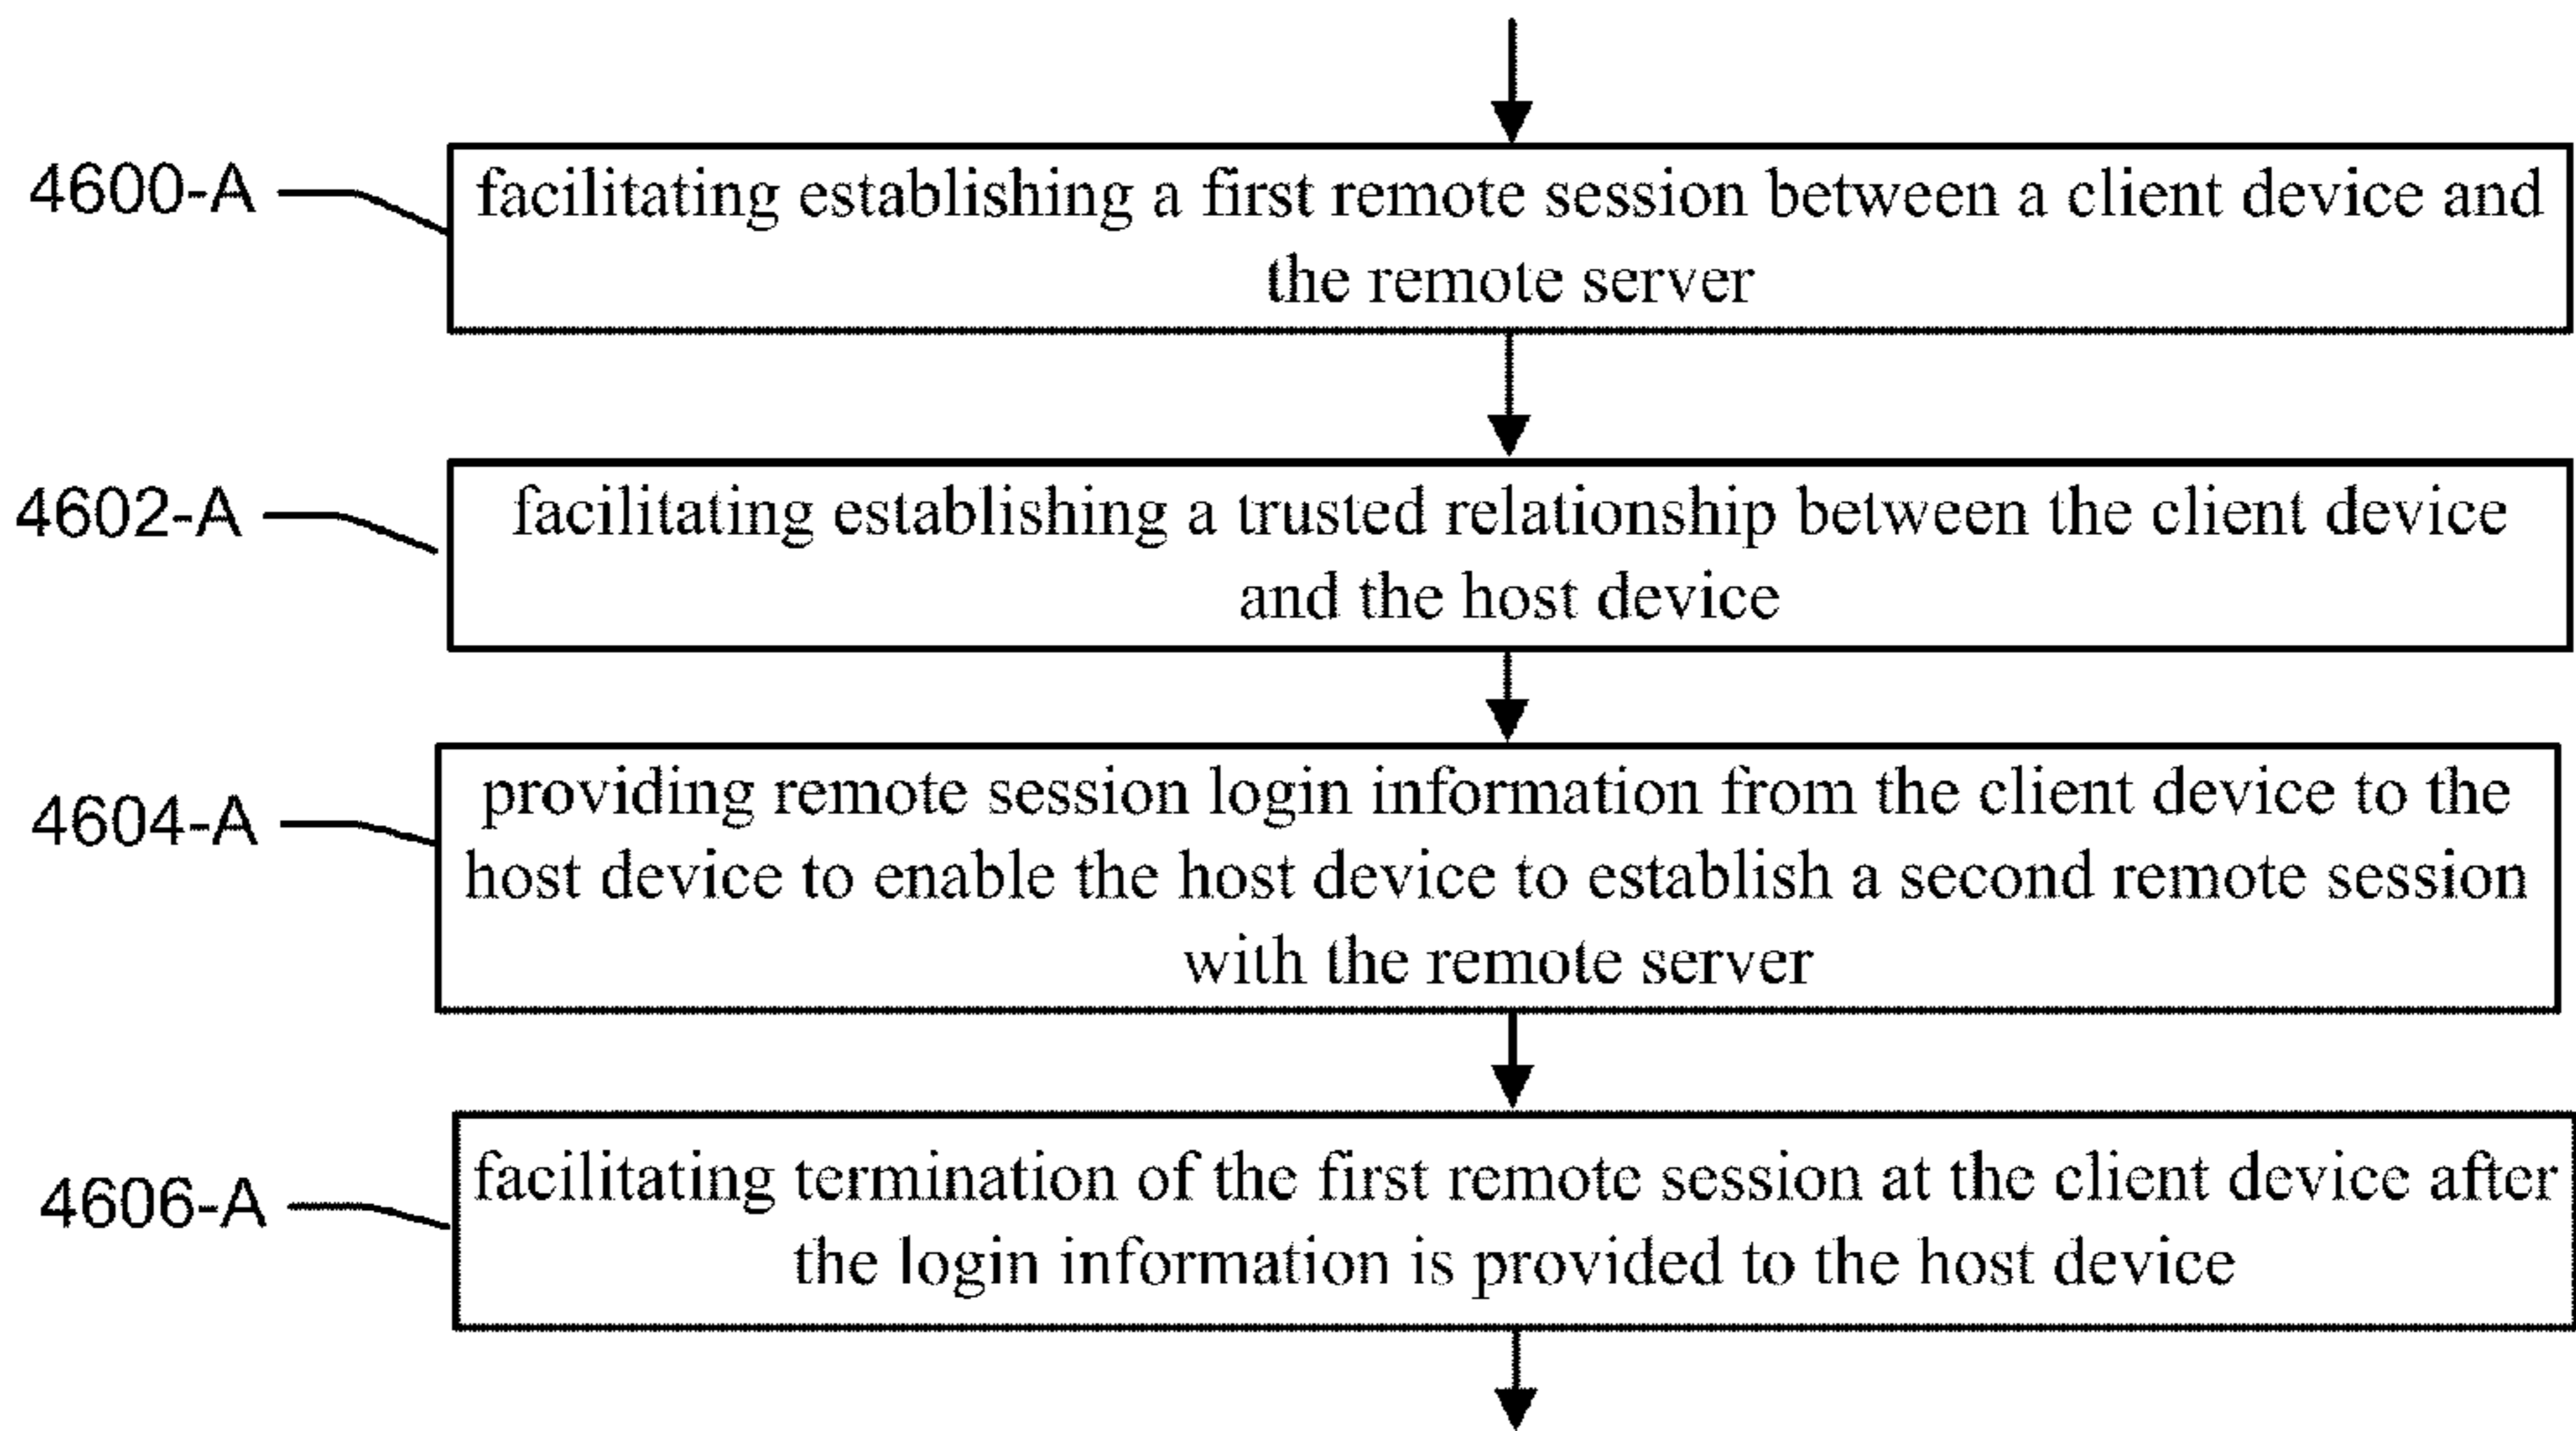 4600-A
facilitating establishing a first remote session between a client device and
the remote server
4602-A
facilitating establishing a trusted relationship between the client device
and the host device
4604-A
providing remote session login information from the client device to the
host device to enable the host device to establish a second remote session
with the remote server
4606-A
facilitating termination of the first remote session at the client device after
the login information is provided to the host device